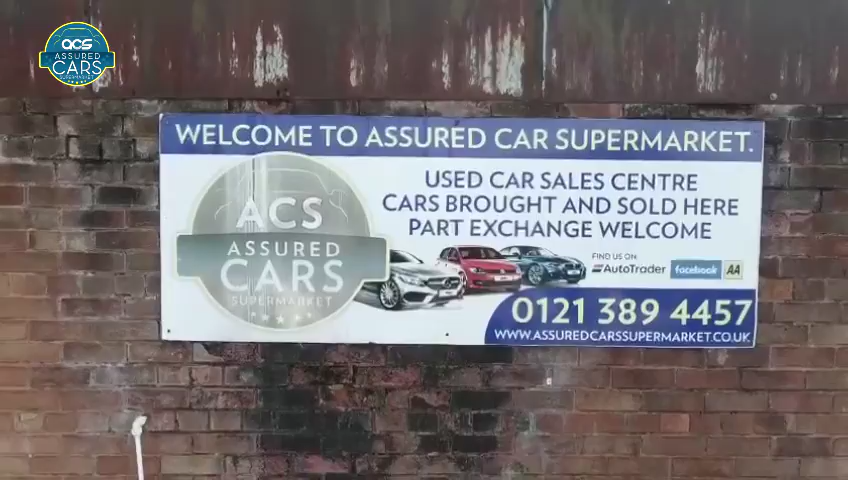 ACS
ASSURED
CARS
SUPERMARKET
WELCOME TO ASSURED CAR SUPERMARKET.
ACS
ASSURED
CARS
SUPERMARKET
USED CAR SALES CENTRE
CARS BROUGHT AND SOLD HERE
PART EXCHANGE WELCOME
FIND US ON
AutoTrader facebook AA
0121 389 4457
WWW.ASSUREDCARSSUPERMARKET.CO.UK